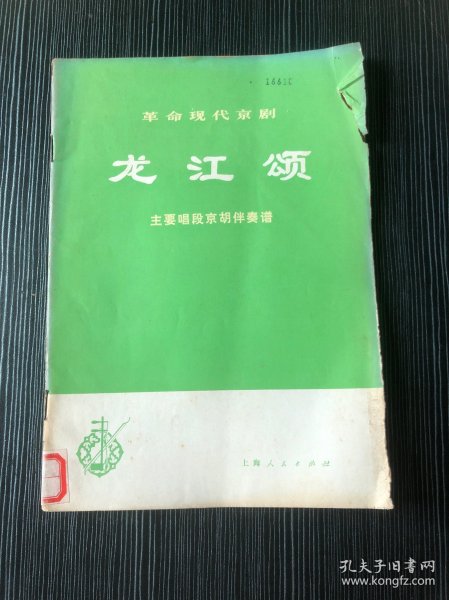 16610
革命现代京剧
龙江颂
主要唱段京胡伴奏谱
上海人民出版社
孔夫子旧书网
www.kongfz.com